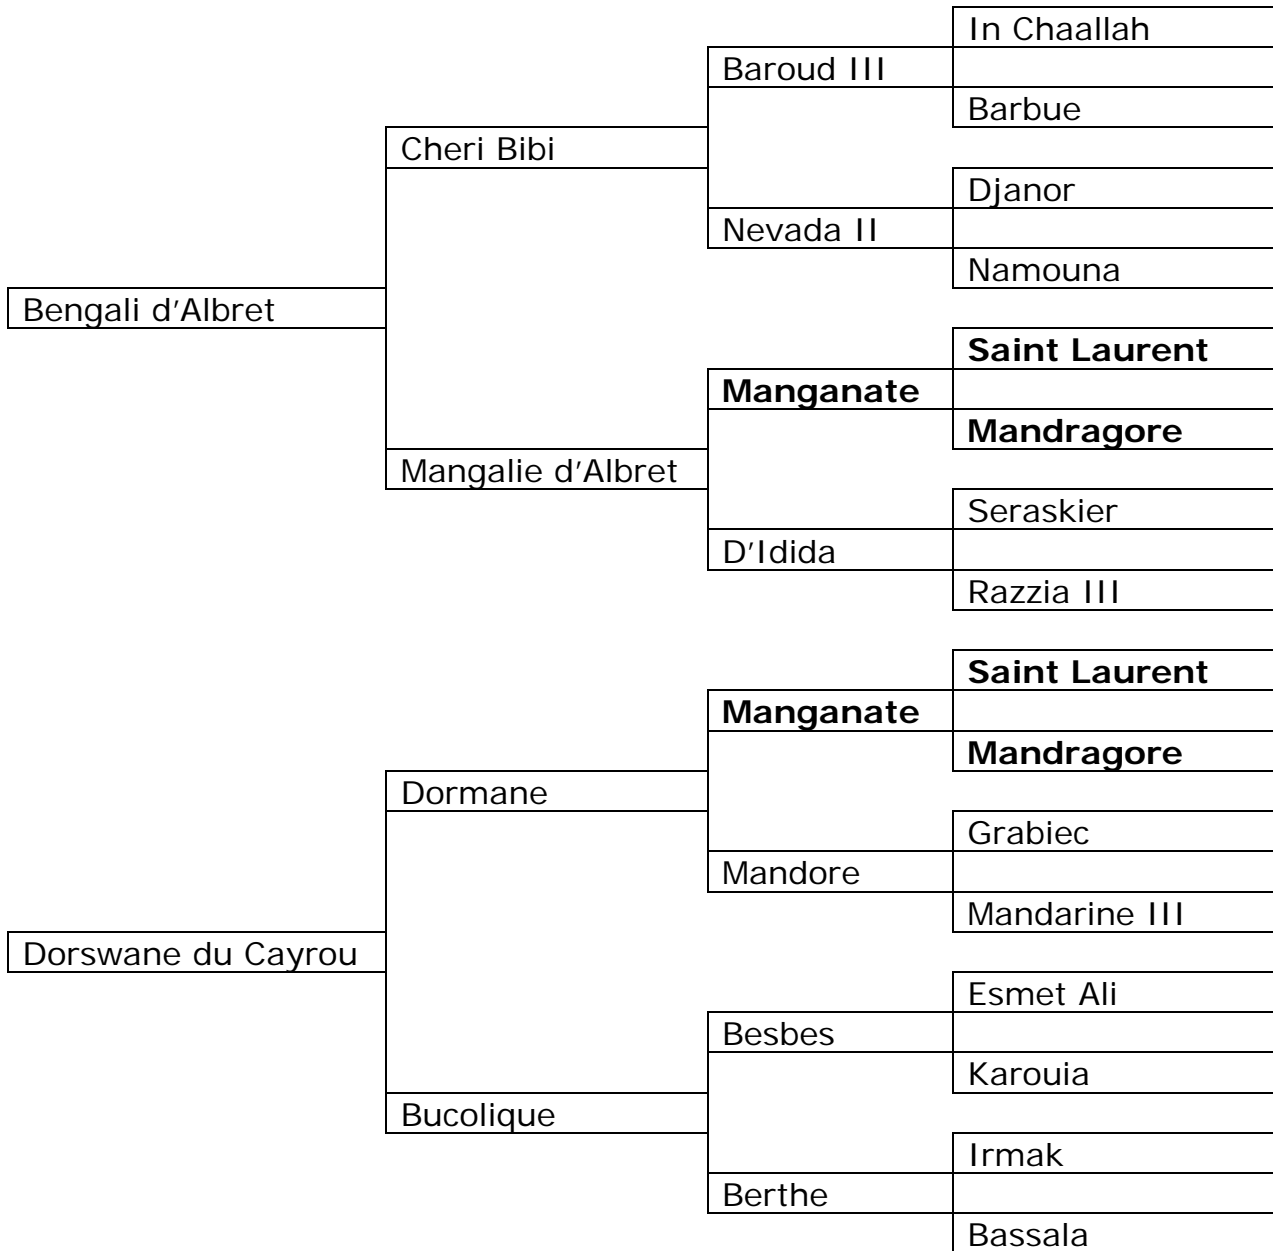 In Chaallah
Baroud III
Barbue
Cheri Bibi
Djanor
Nevada II
Namouna
Bengali d'Albret
Saint Laurent
Manganate
Mandragore
Mangalie d'Albret
Seraskier
D'Idida
Razzia III
Saint Laurent
Manganate
Mandragore
Dormane
Grabiec
Mandore
Mandarine III
Dorswane du Cayrou
Esmet Ali
Besbes
Karouia
Bucolique
Irmak
Berthe
Bassala